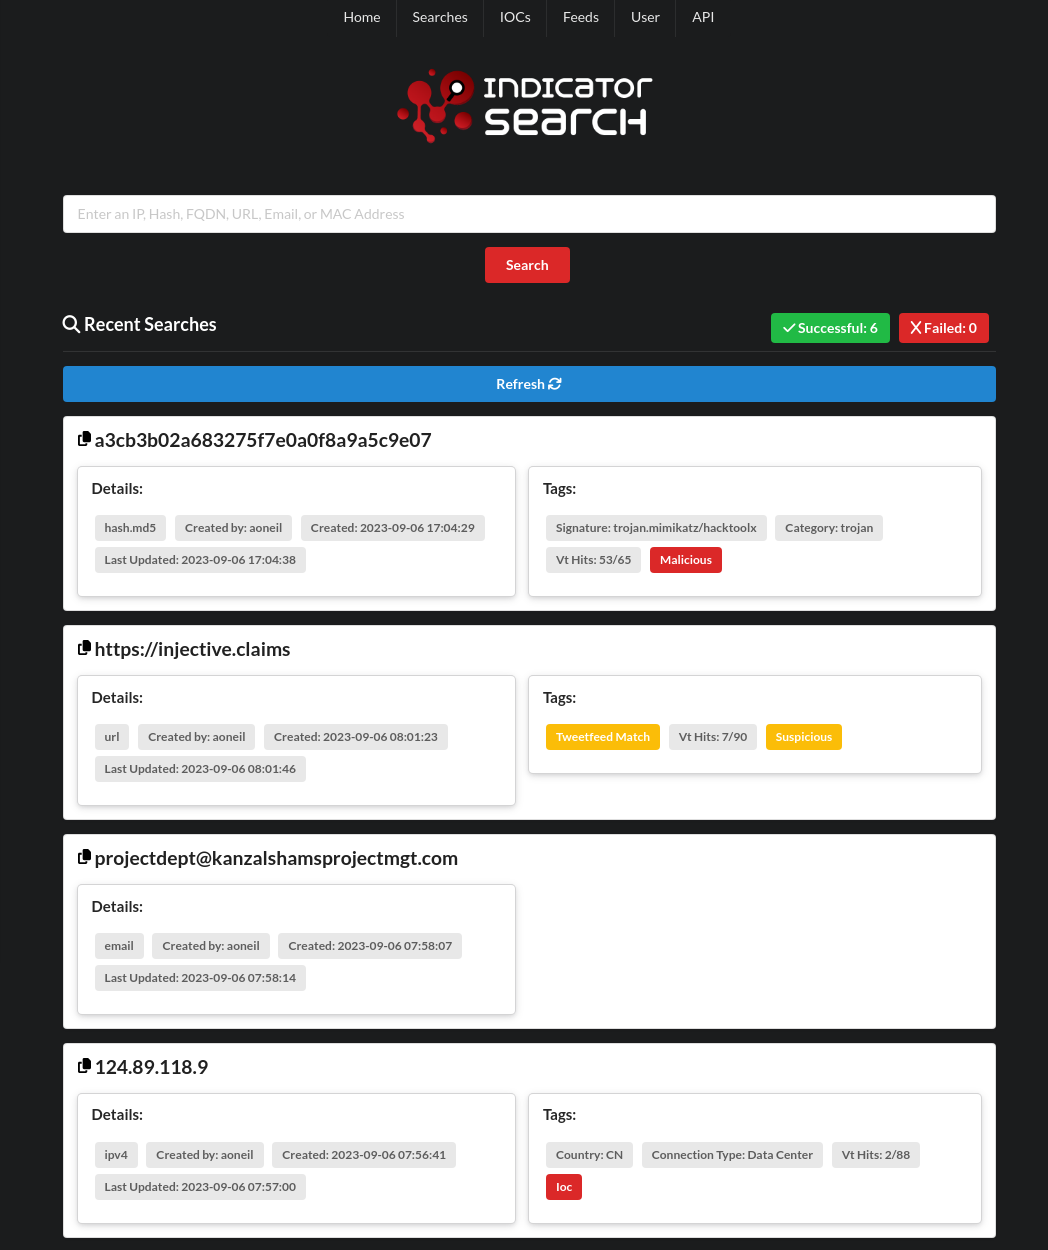 Home Searches IOCs Feeds User API
INDICATOR
SEARCH
Enter an IP, Hash, FQDN, URL, Email, or MAC Address
Search
Recent Searches
Successful: 6 Failed: 0
Refresh
a3cb3b02a683275f7e0a0f8a9a5c9e07
Details:
hash.md5 Created by: aoneil Created: 2023-09-06 17:04:29
Last Updated: 2023-09-06 17:04:38
Tags:
Signature: trojan.mimikatz/hacktoolx Category: trojan
Vt Hits: 53/65 Malicious
https://injective.claims
Details:
url Created by: aoneil Created: 2023-09-06 08:01:23
Last Updated: 2023-09-06 08:01:46
Tags:
Tweetfeed Match Vt Hits: 7/90 Suspicious
projectdept@kanzalshamsprojectmgt.com
Details:
email Created by: aoneil Created: 2023-09-06 07:58:07
Last Updated: 2023-09-06 07:58:14
124.89.118.9
Details:
ipv4 Created by: aoneil Created: 2023-09-06 07:56:41
Last Updated: 2023-09-06 07:57:00
Tags:
Country: CN Connection Type: Data Center Vt Hits: 2/88
Ioc